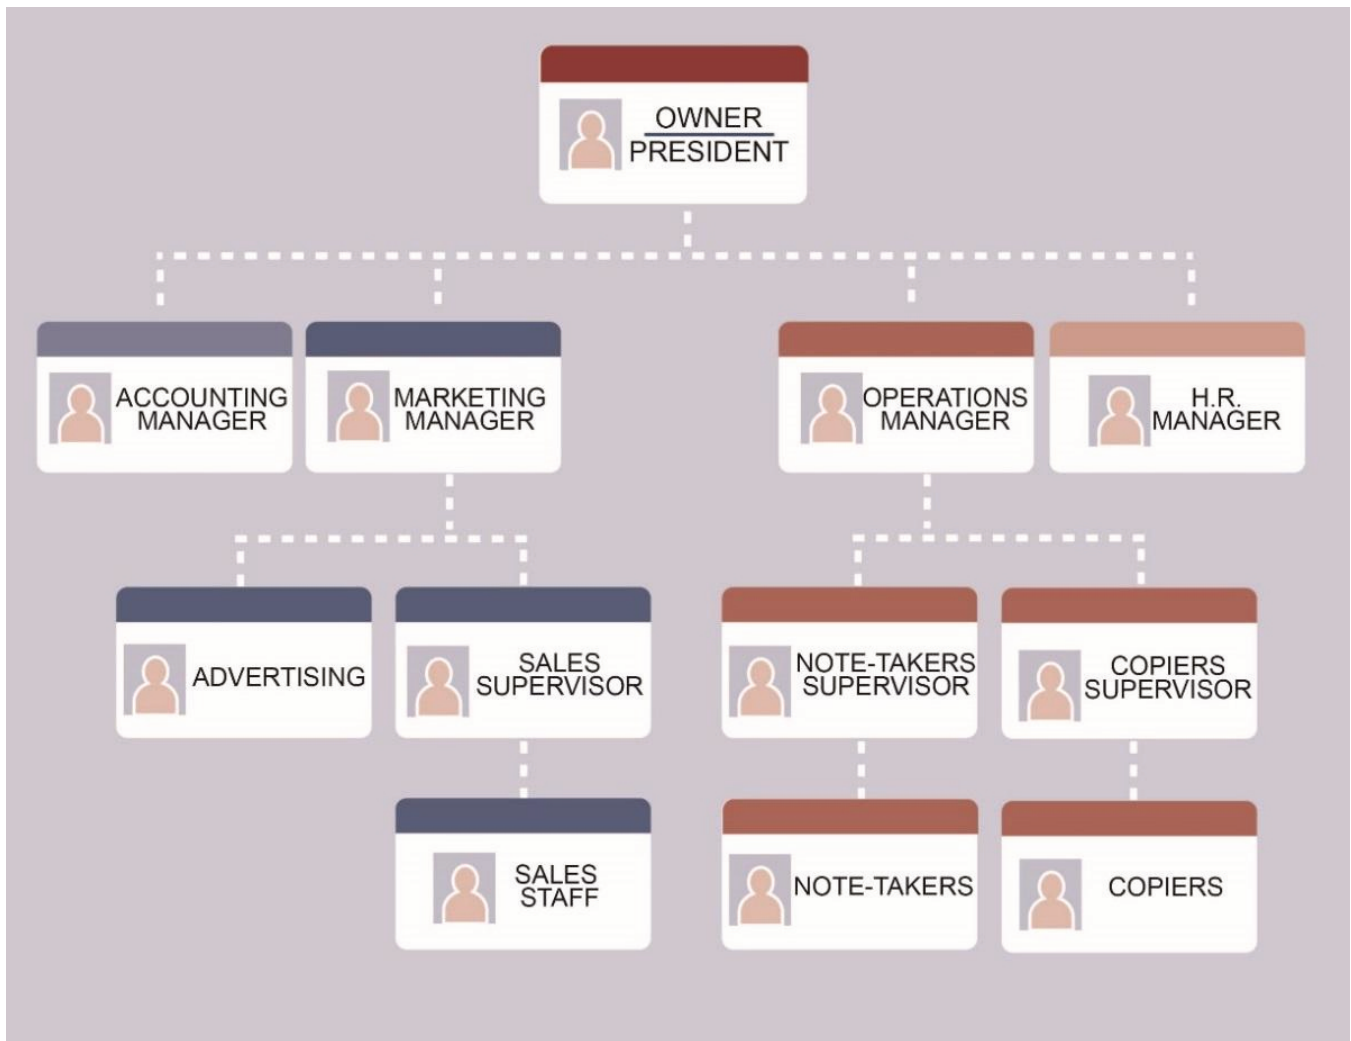 OWNER
PRESIDENT
ACCOUNTING
MANAGER
MARKETING
MANAGER
OPERATIONS
MANAGER
H.R.
MANAGER
ADVERTISING
SALES
SUPERVISOR
NOTE-TAKERS
SUPERVISOR
COPIERS
SUPERVISOR
SALES
STAFF
NOTE-TAKERS
COPIERS